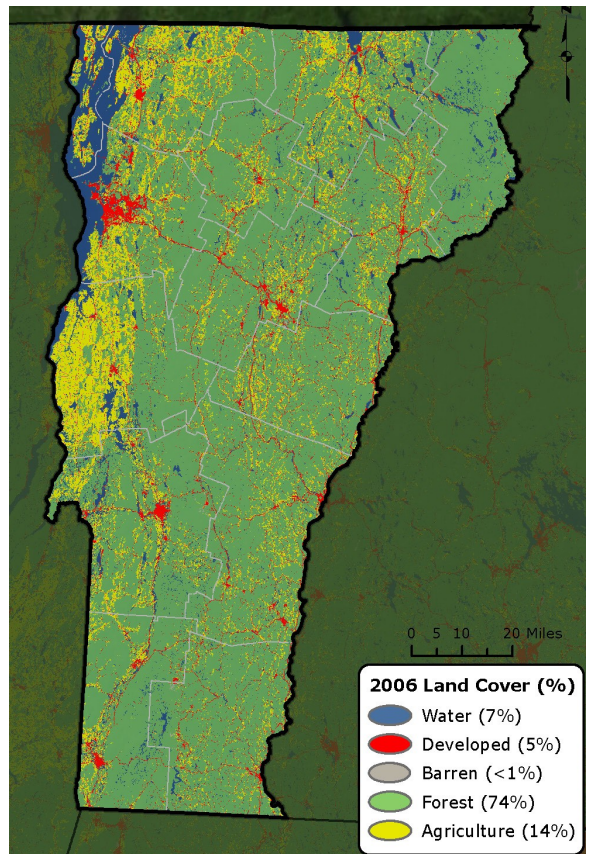 0 5 10 20 Miles
2006 Land Cover (%)
Water (7%)
Developed (5%)
Barren (<1%)
Forest (74%)
Agriculture (14%)